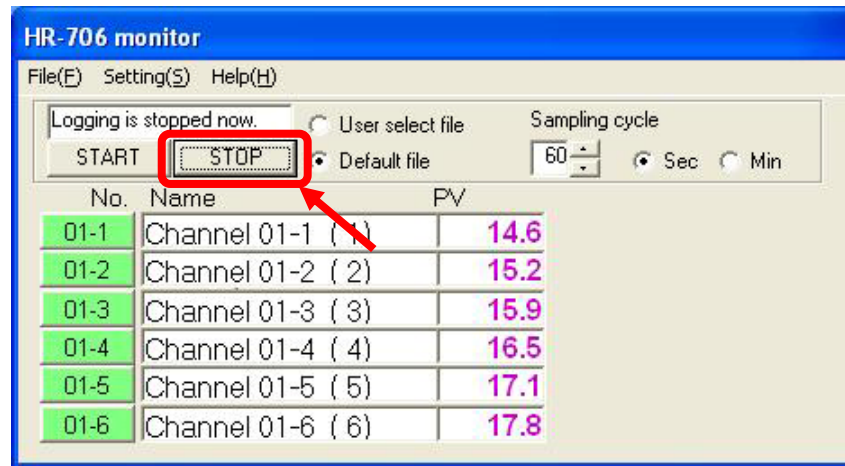 HR-706 monitor
File(F) Setting(S) Help(H)
Logging is stopped now. User select file Sampling cycle
START STOP Default file 60 Sec Min
No. Name PV
01-1 Channel 01-1 ( 1) 14.6
01-2 Channel 01-2 ( 2) 15.2
01-3 Channel 01-3 ( 3) 15.9
01-4 Channel 01-4 ( 4) 16.5
01-5 Channel 01-5 ( 5) 17.1
01-6 Channel 01-6 ( 6) 17.8